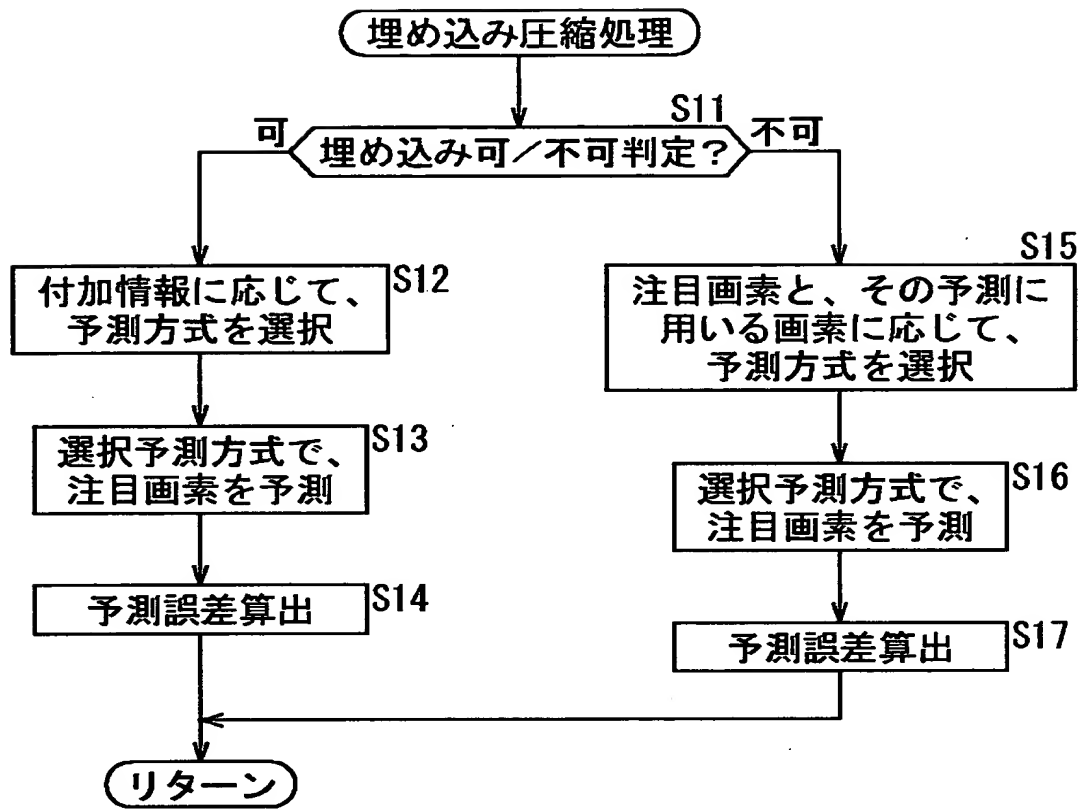 埋め込み圧縮処理
S11
可
埋め込み可／不可判定？
不可
S12
付加情報に応じて、
予測方式を選択
S13
選択予測方式で、
注目画素を予測
S14
予測誤差算出
S15
注目画素と、その予測に
用いる画素に応じて、
予測方式を選択
S16
選択予測方式で、
注目画素を予測
S17
予測誤差算出
リターン